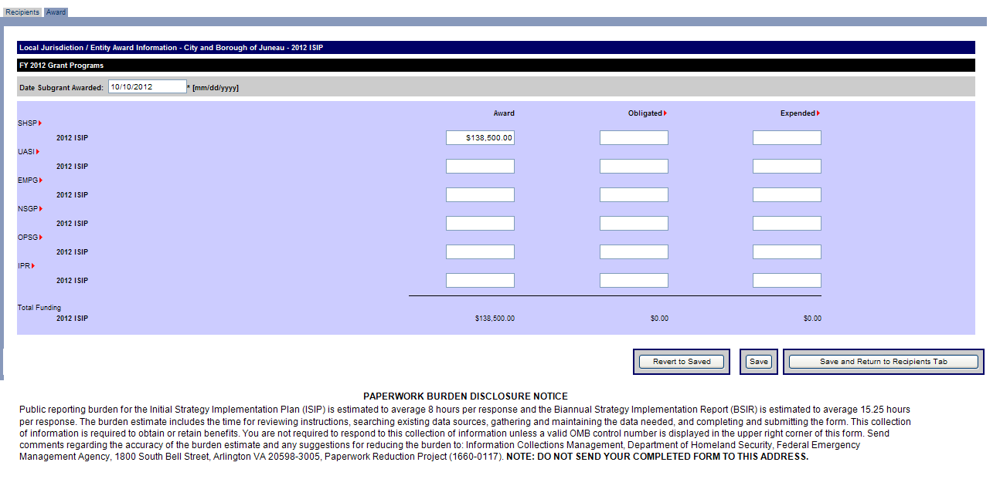 Recipients Award
Local Jurisdiction / Entity Award Information - City and Borough of Juneau - 2012 ISIP
FY 2012 Grant Programs
Date Subgrant Awarded: 10/10/2012 * [mm/dd/yyyy]
Award Obligated Expended
SHSP
2012 ISIP $138,500.00
UASI
2012 ISIP
EMPG
2012 ISIP
NSGP
2012 ISIP
OPSG
2012 ISIP
IPR
2012 ISIP
Total Funding
2012 ISIP $138,500.00 $0.00 $0.00
Revert to Saved Save Save and Return to Recipients Tab
PAPERWORK BURDEN DISCLOSURE NOTICE
Public reporting burden for the Initial Strategy Implementation Plan (ISIP) is estimated to average 8 hours per response and the Biannual Strategy Implementation Report (BSIR) is estimated to average 15.25 hours
per response. The burden estimate includes the time for reviewing instructions, searching existing data sources, gathering and maintaining the data needed, and completing and submitting the form. This collection
of information is required to obtain or retain benefits. You are not required to respond to this collection of information unless a valid OMB control number is displayed in the upper right corner of this form. Send
comments regarding the accuracy of the burden estimate and any suggestions for reducing the burden to: Information Collections Management, Department of Homeland Security, Federal Emergency
Management Agency, 1800 South Bell Street, Arlington VA 20598-3005, Paperwork Reduction Project (1660-0117). NOTE: DO NOT SEND YOUR COMPLETED FORM TO THIS ADDRESS.